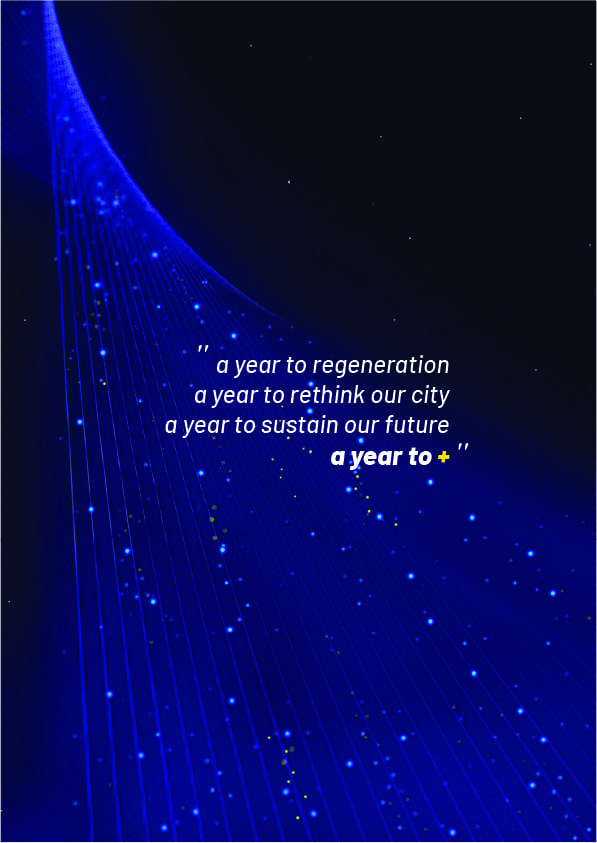 " a year to regeneration
a year to rethink our city
a year to sustain our future
a year to + "